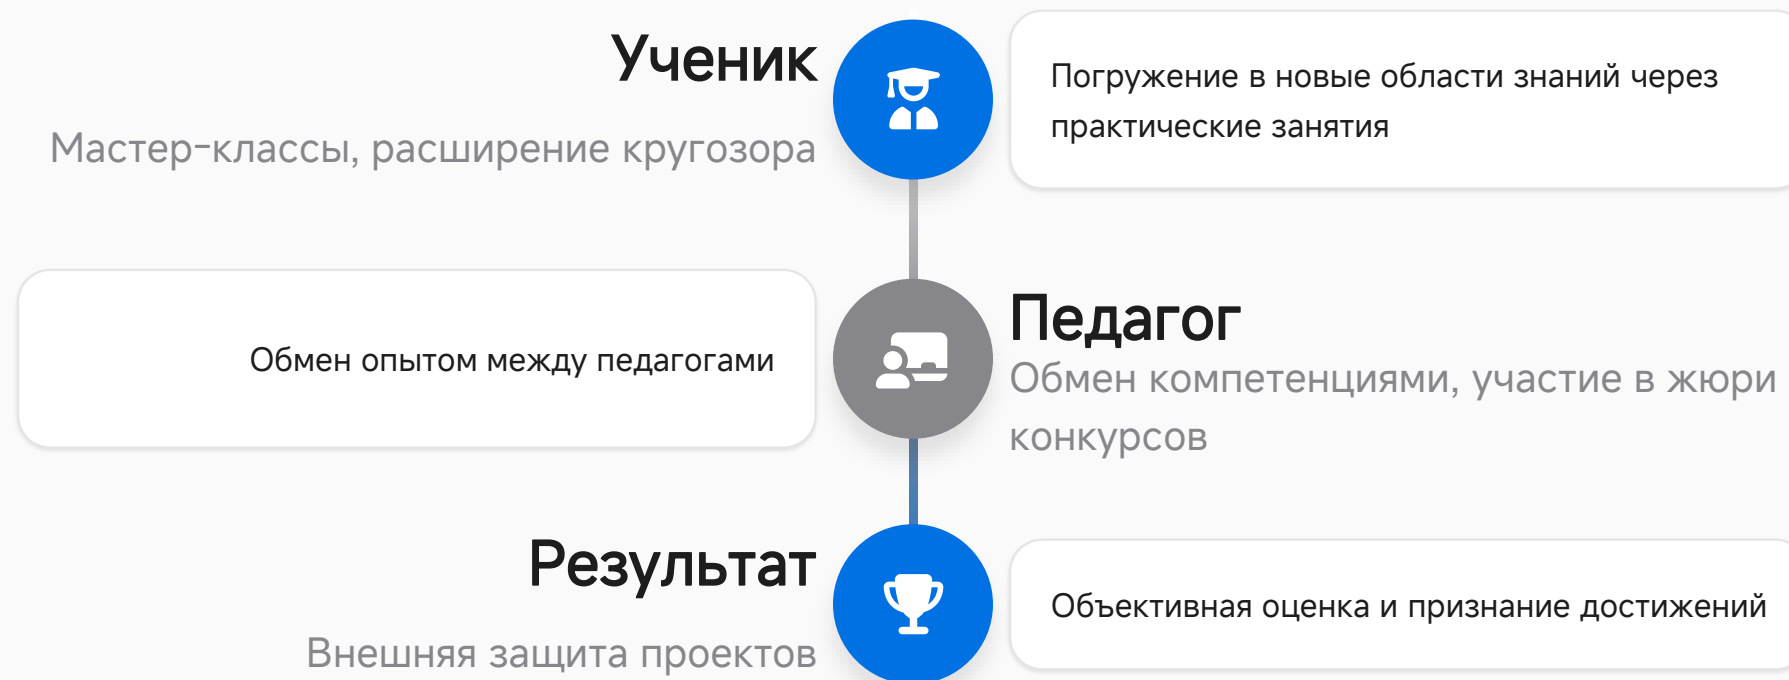 Ученик
Мастер-классы, расширение кругозора
Погружение в новые области знаний через
практические занятия
Обмен опытом между педагогами
Педагог
Обмен компетенциями, участие в жюри
конкурсов
Результат
Внешняя защита проектов
Объективная оценка и признание достижений